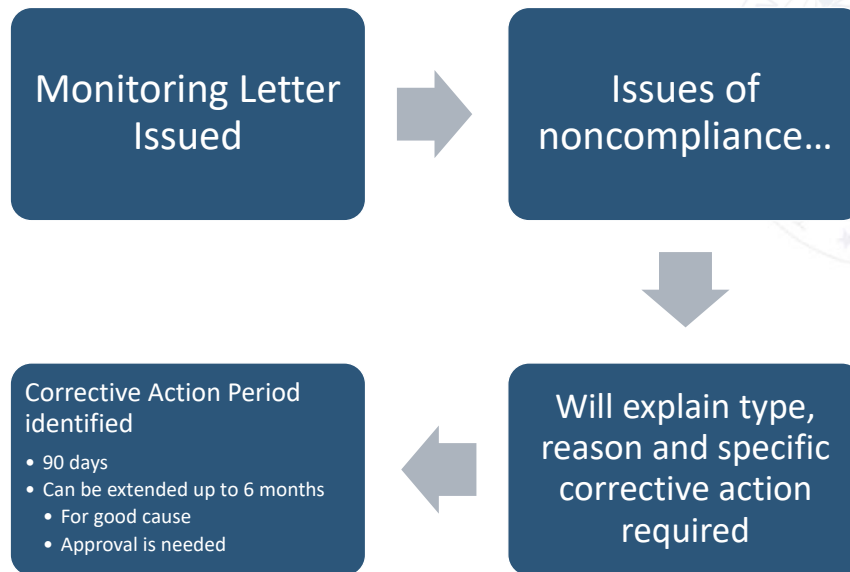 Monitoring Letter
Issued
Issues of
noncompliance…
Will explain type,
reason and specific
corrective action
required
Corrective Action Period
identified
• 90 days
• Can be extended up to 6 months
• For good cause
• Approval is needed